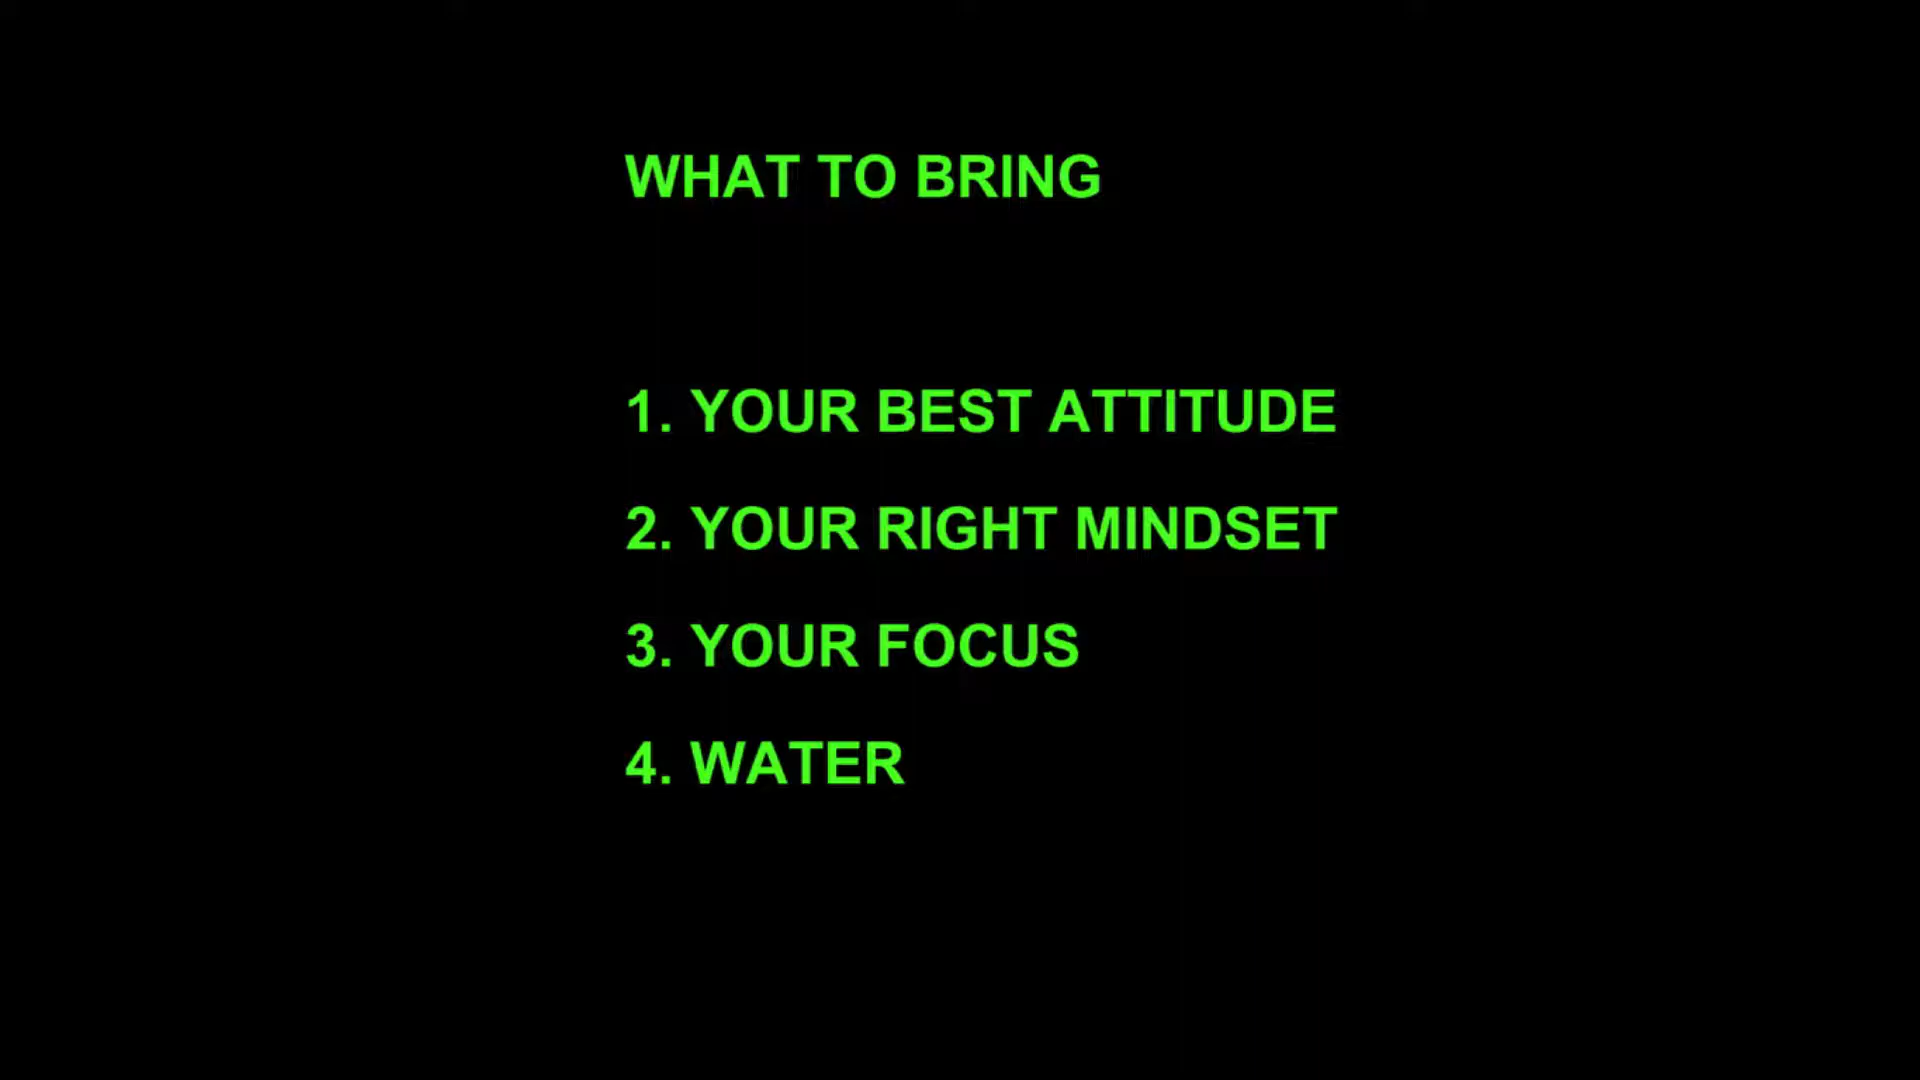 WHAT TO BRING
1. YOUR BEST ATTITUDE
2. YOUR RIGHT MINDSET
3. YOUR FOCUS
4. WATER